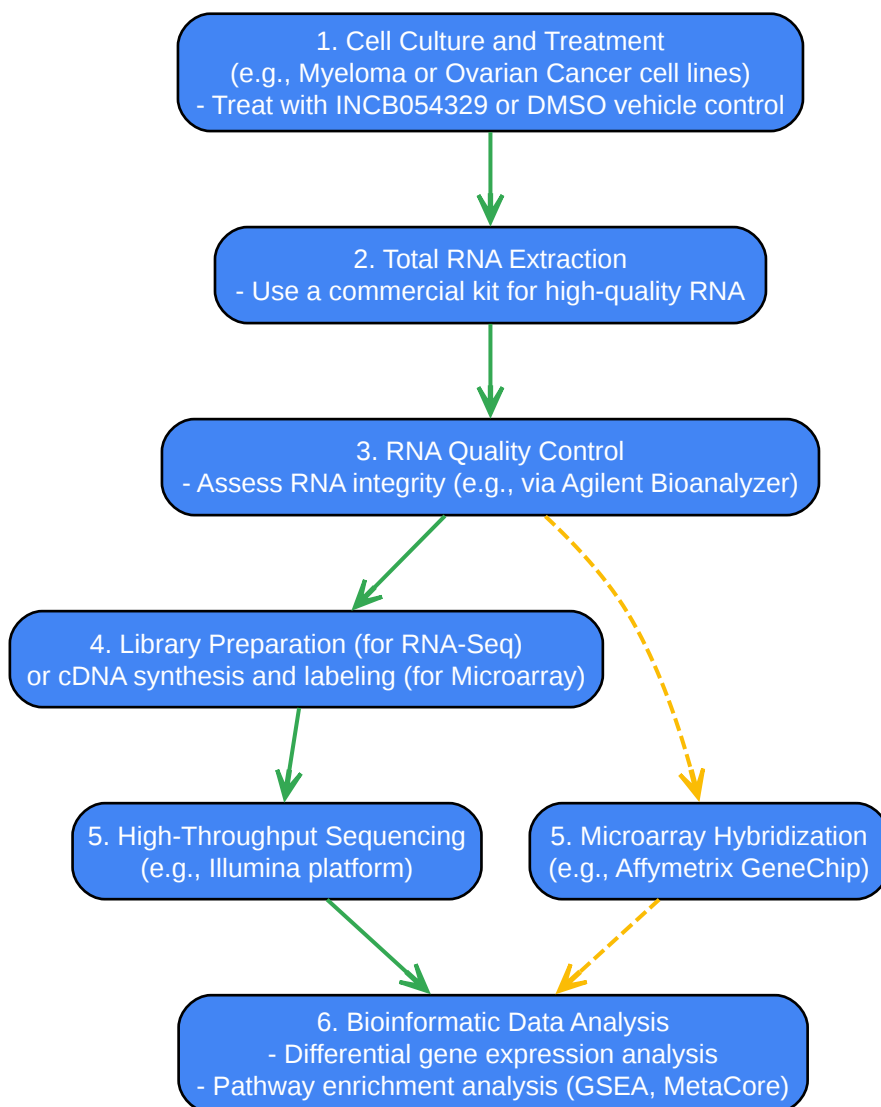 1. Cell Culture and Treatment
(e.g., Myeloma or Ovarian Cancer cell lines)
- Treat with INCB054329 or DMSO vehicle control
2. Total RNA Extraction
- Use a commercial kit for high-quality RNA
3. RNA Quality Control
- Assess RNA integrity (e.g., via Agilent Bioanalyzer)
4. Library Preparation (for RNA-Seq)
or cDNA synthesis and labeling (for Microarray)
5. High-Throughput Sequencing
(e.g., Illumina platform)
5. Microarray Hybridization
(e.g., Affymetrix GeneChip)
6. Bioinformatic Data Analysis
- Differential gene expression analysis
- Pathway enrichment analysis (GSEA, MetaCore)